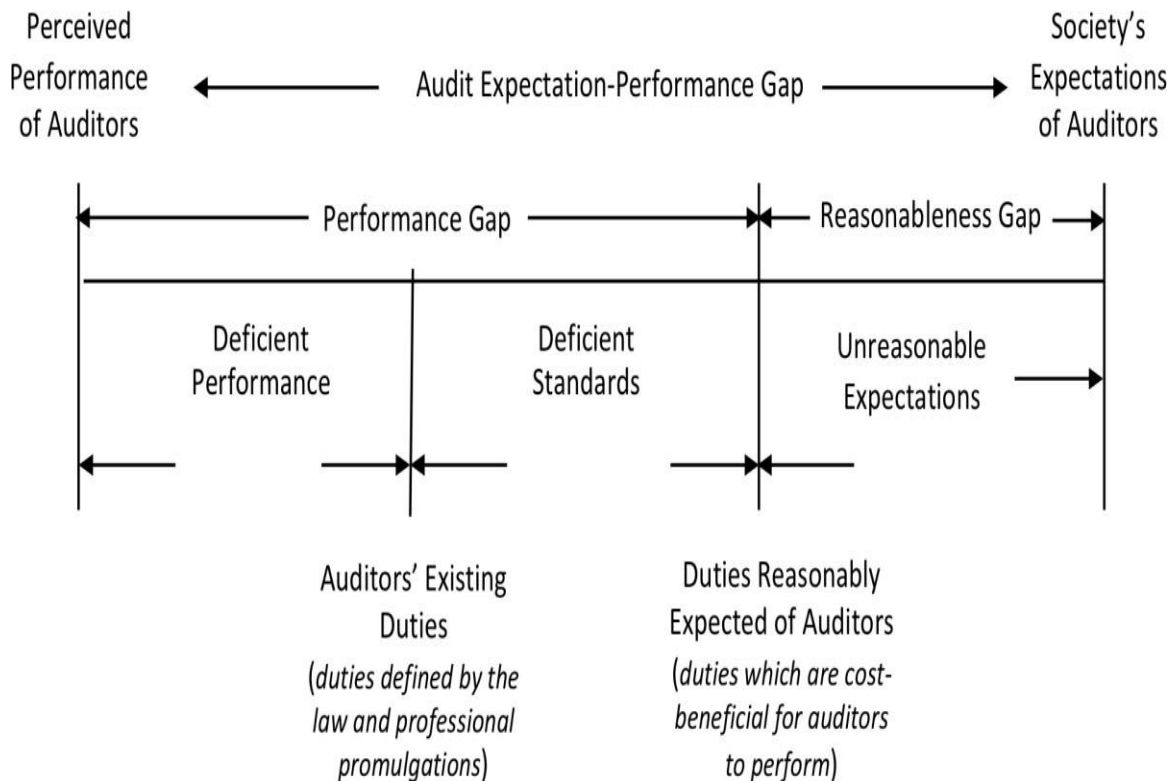 Perceived
Performance
of Auditors
Audit Expectation-Performance Gap
Society’s
Expectations
of Auditors
Performance Gap
Reasonableness Gap
Deficient
Performance
Deficient
Standards
Unreasonable
Expectations
Auditors’ Existing
Duties
(duties defined by the
law and professional
promulgations)
Duties Reasonably
Expected of Auditors
(duties which are cost-
beneficial for auditors
to perform)